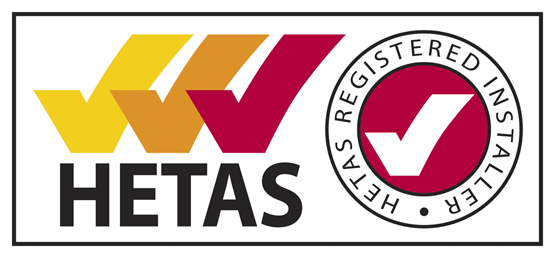 HETAS
HETAS REGISTERED INSTALLER •